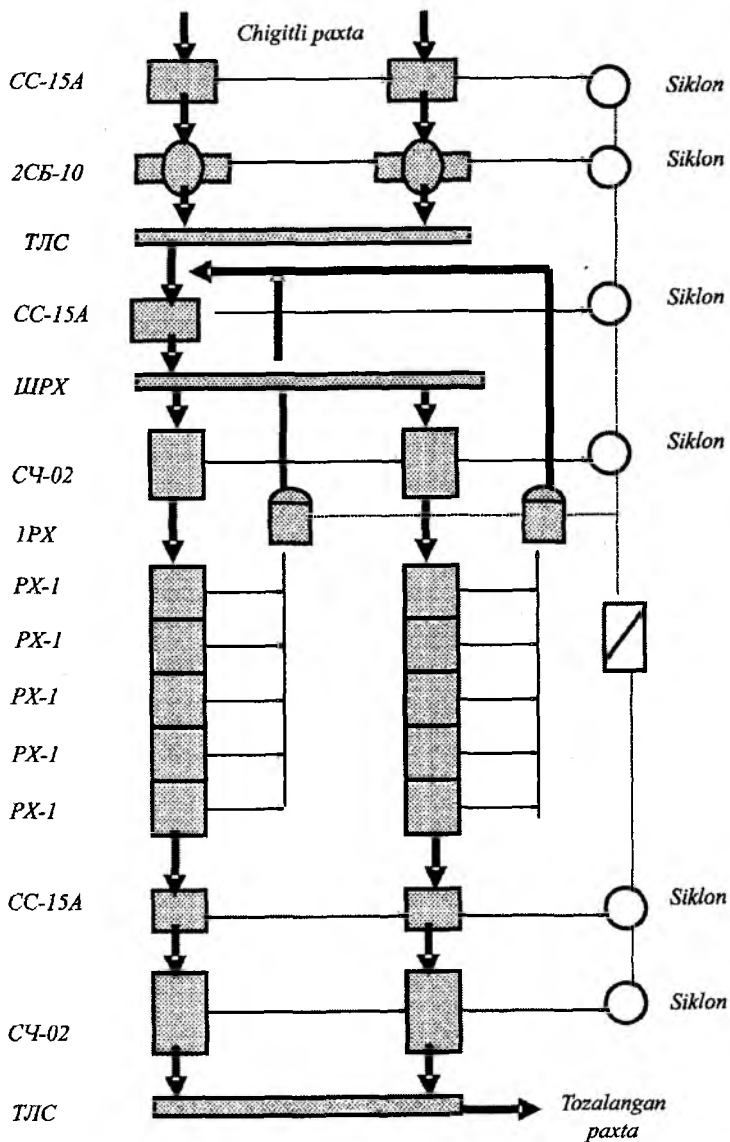 Chigitli paxta
СС-15А
Siklon
2СБ-10
Siklon
ТЛС
СС-15А
Siklon
ШРХ
СЧ-02
Siklon
1РХ
РХ-1
РХ-1
РХ-1
РХ-1
РХ-1
СС-15А
Siklon
СЧ-02
Siklon
ТЛС
Tozalangan
paxta